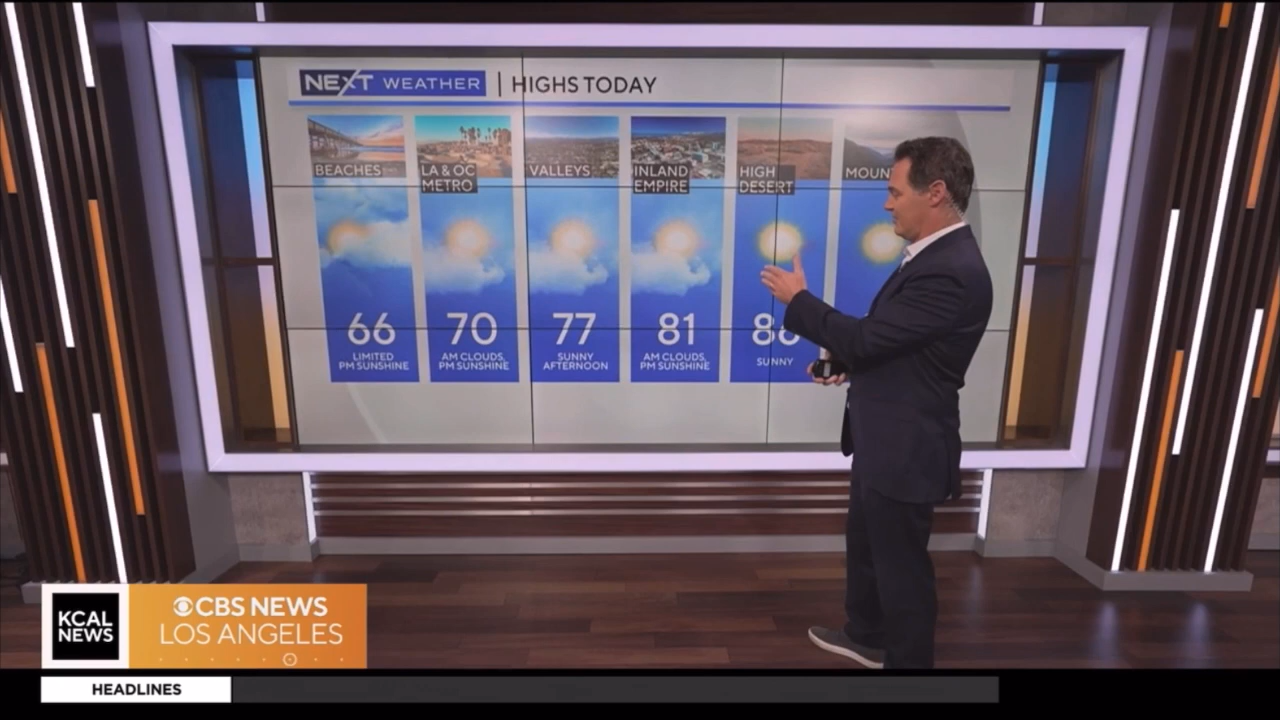 NEXT WEATHER | HIGHS TODAY
BEACHES
LA & OC
METRO
VALLEYS
INLAND
EMPIRE
HIGH
DESERT
MOUN
66
LIMITED
PM SUNSHINE
70
AM CLOUDS,
PM SUNSHINE
77
SUNNY
AFTERNOON
81
AM CLOUDS,
PM SUNSHINE
SUNNY
KCAL
NEWS
CBS NEWS
LOS ANGELES
HEADLINES